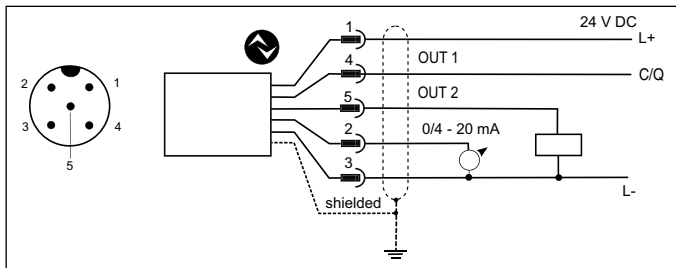 1
24 V DC
L+
4
OUT 1
C/Q
2
1
5
OUT 2
3
4
2
0/4 - 20 mA
5
3
shielded
L-